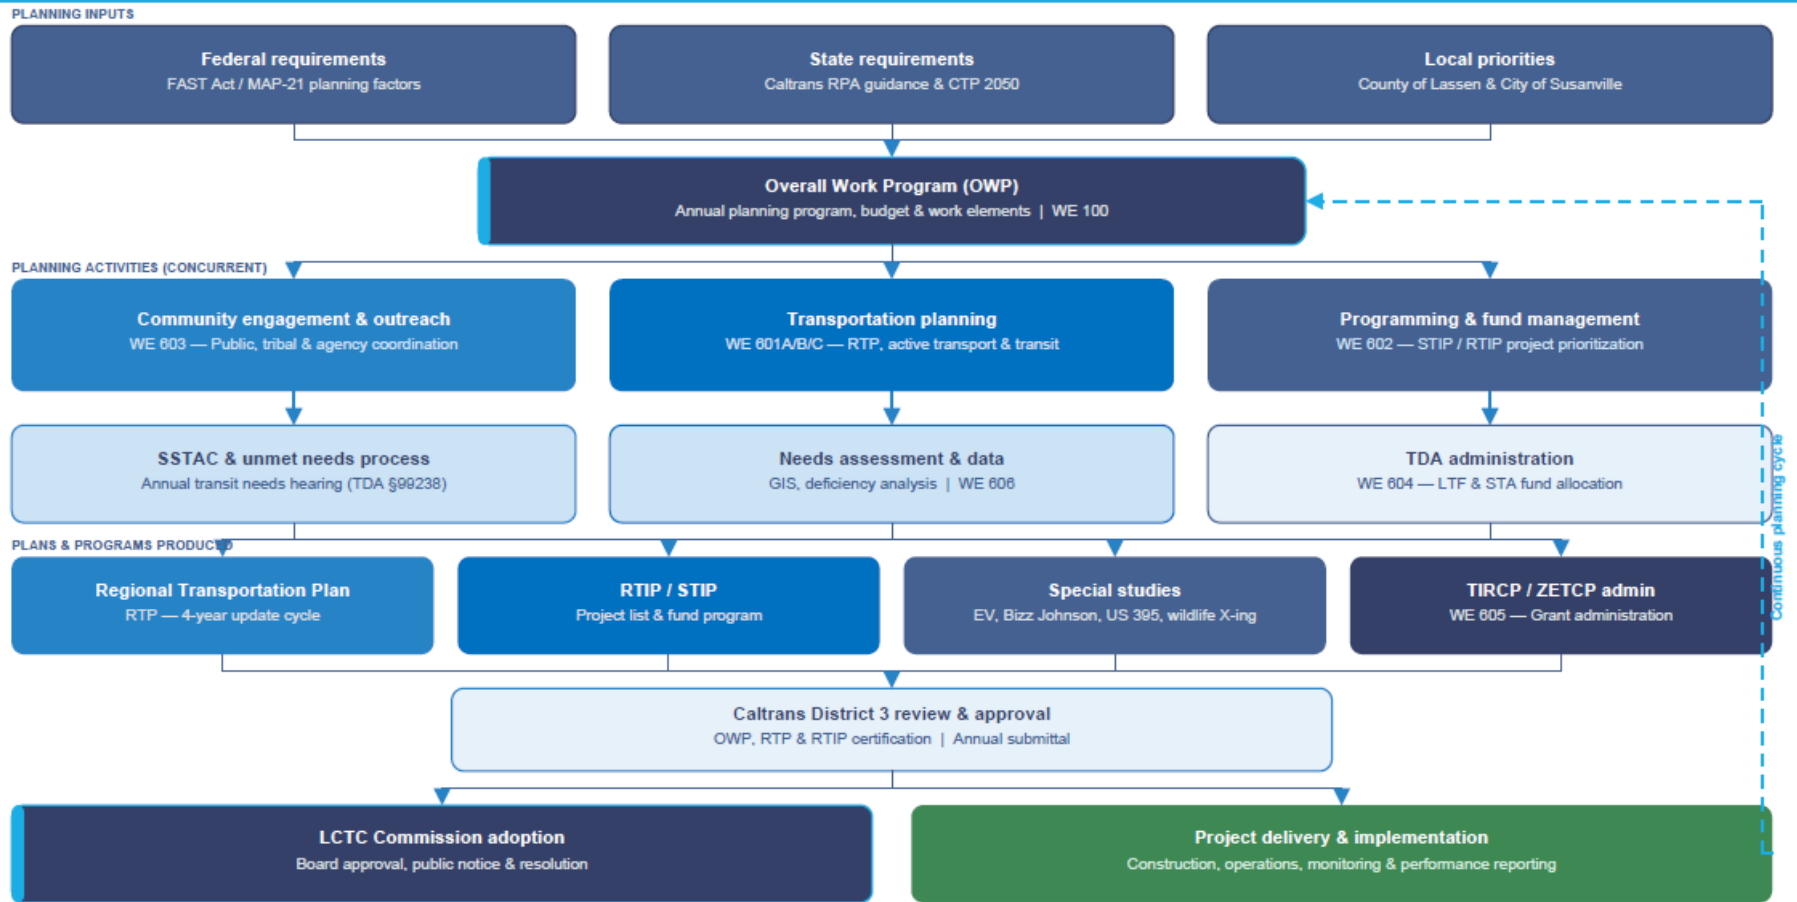 PLANNING INPUTS
Federal requirements
FAST Act / MAP-21 planning factors
State requirements
Caltrans RPA guidance & CTP 2050
Local priorities
County of Lassen & City of Susanville
Overall Work Program (OWP)
Annual planning program, budget & work elements | WE 100
PLANNING ACTIVITIES (CONCURRENT)
Community engagement & outreach
WE 603 — Public, tribal & agency coordination
Transportation planning
WE 601A/B/C — RTP, active transport & transit
Programming & fund management
WE 602 — STIP / RTIP project prioritization
SSTAC & unmet needs process
Annual transit needs hearing (TDA §99238)
Needs assessment & data
GIS, deficiency analysis | WE 606
TDA administration
WE 604 — LTF & STA fund allocation
Continuous planning cycle
PLANS & PROGRAMS PRODUCED
Regional Transportation Plan
RTP — 4-year update cycle
RTIP / STIP
Project list & fund program
Special studies
EV, Bizz Johnson, US 395, wildlife X-ing
TIRCP / ZETCP admin
WE 605 — Grant administration
Caltrans District 3 review & approval
OWP, RTP & RTIP certification | Annual submittal
LCTC Commission adoption
Board approval, public notice & resolution
Project delivery & implementation
Construction, operations, monitoring & performance reporting